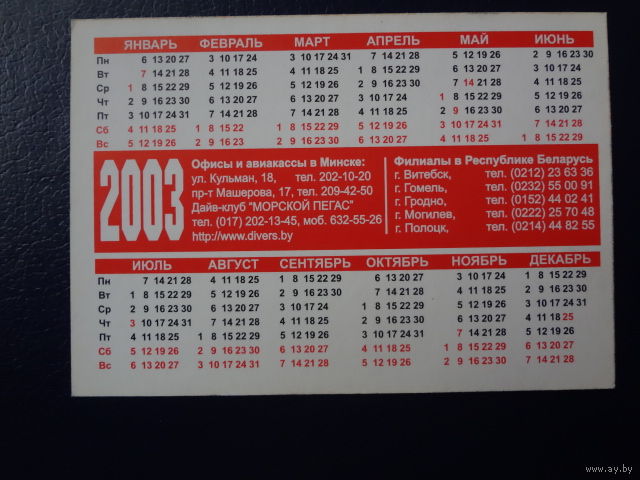 ЯНВАРЬ ФЕВРАЛЬ МАРТ АПРЕЛЬ МАЙ ИЮНЬ
Пн 6 13 20 27 3 10 17 24 3 10 17 24 31 7 14 21 28 5 12 19 26 2 9 16 23 30
Вт 7 14 21 28 4 11 18 25 4 11 18 25 1 8 15 22 29 6 13 20 27 3 10 17 24
Ср 1 8 15 22 29 5 12 19 26 5 12 19 26 2 9 16 23 30 7 14 21 28 4 11 18 25
Чт 2 9 16 23 30 6 13 20 27 6 13 20 27 3 10 17 24 1 8 15 22 29 5 12 19 26
Пт 3 10 17 24 31 7 14 21 28 7 14 21 28 4 11 18 25 2 9 16 23 30 6 13 20 27
Сб 4 11 18 25 1 8 15 22 1 8 15 22 29 5 12 19 26 3 10 17 24 31 7 14 21 28
Вс 5 12 19 26 2 9 16 23 2 9 16 23 30 6 13 20 27 4 11 18 25 1 8 15 22 29
2003
Офисы и авиакассы в Минске:
ул. Кульман, 18, тел. 202-10-20
пр-т Машерова, 17, тел. 209-42-50
Дайв-клуб "МОРСКОЙ ПЕГАС"
тел. (017) 202-13-45, моб. 632-55-26
http://www.divers.by
Филиалы в Республике Беларусь
г. Витебск, тел. (0212) 23 63 36
г. Гомель, тел. (0232) 55 00 91
г. Гродно, тел. (0152) 44 02 41
г. Могилев, тел. (0222) 25 70 48
г. Полоцк, тел. (0214) 44 82 55
ИЮЛЬ АВГУСТ СЕНТЯБРЬ ОКТЯБРЬ НОЯБРЬ ДЕКАБРЬ
Пн 7 14 21 28 4 11 18 25 1 8 15 22 29 6 13 20 27 3 10 17 24 1 8 15 22 29
Вт 1 8 15 22 29 5 12 19 26 2 9 16 23 30 7 14 21 28 4 11 18 25 2 9 16 23 30
Ср 2 9 16 23 30 6 13 20 27 3 10 17 24 1 8 15 22 29 5 12 19 26 3 10 17 24 31
Чт 3 10 17 24 31 7 14 21 28 4 11 18 25 2 9 16 23 30 6 13 20 27 4 11 18 25
Пт 4 11 18 25 1 8 15 22 29 5 12 19 26 3 10 17 24 31 7 14 21 28 5 12 19 26
Сб 5 12 19 26 2 9 16 23 30 6 13 20 27 4 11 18 25 1 8 15 22 29 6 13 20 27
Вс 6 13 20 27 3 10 17 24 31 7 14 21 28 5 12 19 26 2 9 16 23 30 7 14 21 28
www.ay.by